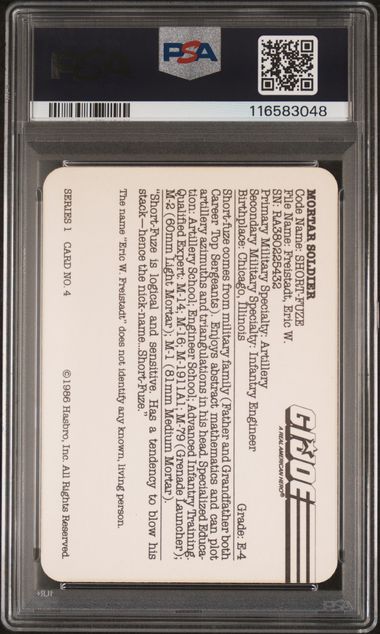 PSA
116583048
MORTAR SOLDIER
Code Name: SHORT-FUZE
File Name: Freistadt, Eric W.
SN: RA380225432
Primary Military Specialty: Artillery
Secondary Military Specialty: Infantry Engineer
Birthplace: Chicago, Illinois
Grade: E-4
G.I. JOE
A REAL AMERICAN HERO®
Short-fuze comes from military family (Father and Grandfather both
Career Top Sergeants). Enjoys abstract mathematics and can plot
artillery azimuths and triangulations in his head. Specialized Educa-
tion: Artillery School; Engineer School; Advanced Infantry Training.
Qualified Expert: M-14; M-16; M-1911A1; M-79 (Grenade Launcher);
M-2 (60mm Light Mortar); M-1 (81mm Medium Mortar).
"Short-Fuze is logical and sensitive. Has a tendency to blow his
stack—hence the nick-name Short-Fuze."
The name "Eric W. Freistadt" does not identify any known, living person.
SERIES 1 CARD NO. 4
©1986 Hasbro, Inc. All Rights Reserved.